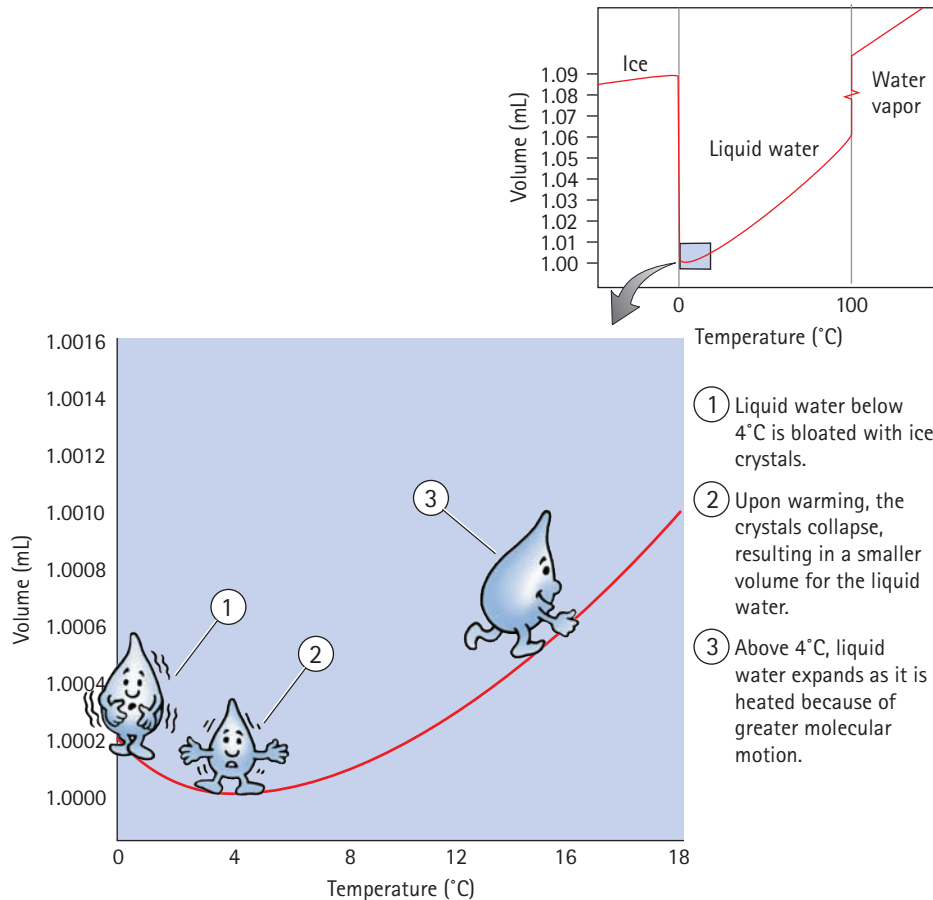 Ice
Water
vapor
Liquid water
Volume (mL)
1.09
1.08
1.07
1.06
1.05
1.04
1.03
1.02
1.01
1.00
0
100
Temperature (˚C)
1.0016
1.0014
1.0012
1.0010
1.0008
1.0006
1.0004
1.0002
1.0000
Volume (mL)
1
2
3
0
4
8
12
16
18
Temperature (˚C)
1 Liquid water below
4˚C is bloated with ice
crystals.
2 Upon warming, the
crystals collapse,
resulting in a smaller
volume for the liquid
water.
3 Above 4˚C, liquid
water expands as it is
heated because of
greater molecular
motion.